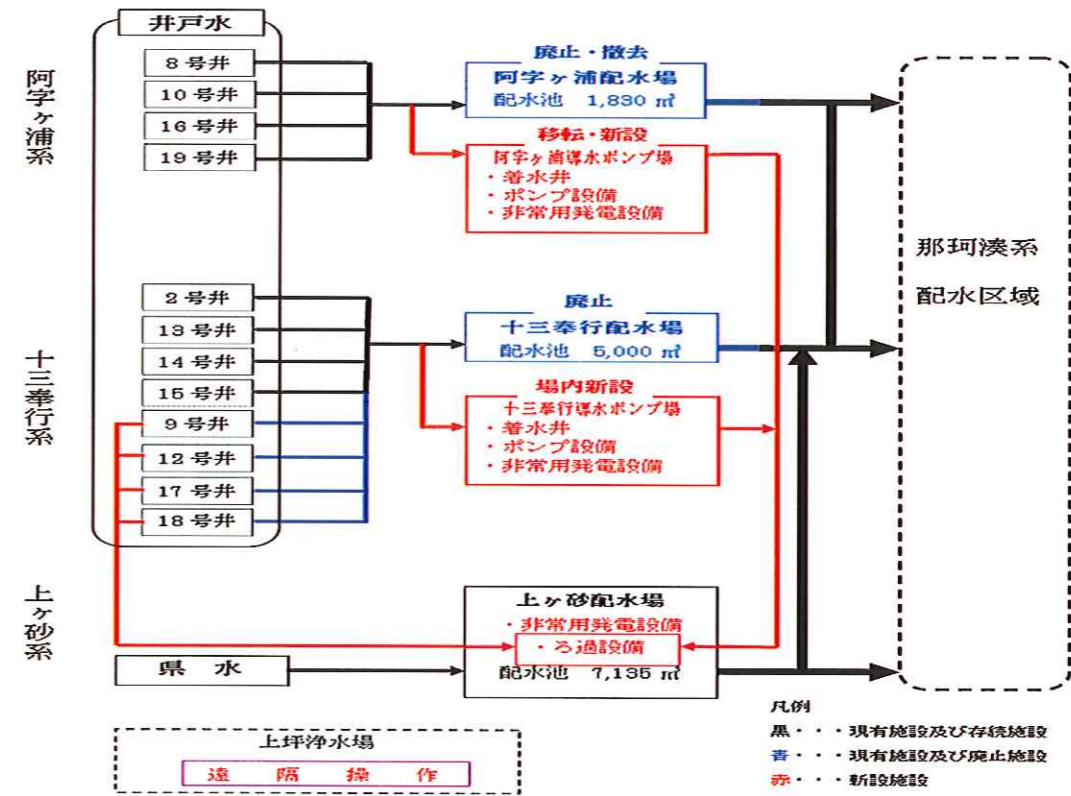 井戸水
阿字ヶ浦系
8号井
10号井
16号井
19号井
廃止・撤去
阿字ヶ浦配水場
配水池 1,830 ㎥
移転・新設
阿字ヶ浦導水ポンプ場
・着水井
・ポンプ設備
・非常用発電設備
那珂湊系
配水区域
十三奉行系
2号井
13号井
14号井
15号井
9号井
12号井
17号井
18号井
廃止
十三奉行配水場
配水池 5,000 ㎥
場内新設
十三奉行導水ポンプ場
・着水井
・ポンプ設備
・非常用発電設備
上ヶ砂系
県水
上ヶ砂配水場
・非常用発電設備
・ろ過設備
配水池 7,135 ㎥
上坪浄水場
遠隔操作
凡例
黒・・・現有施設及び存続施設
青・・・現有施設及び廃止施設
赤・・・新設施設